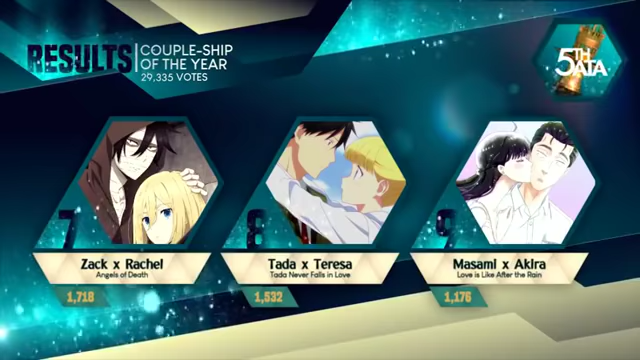 RESULTS
COUPLE-SHIP
OF THE YEAR
29,335 VOTES
5TH
ATA
7
8
9
Zack x Rachel
Angels of Death
Tada x Teresa
Tada Never Falls in Love
Masami x Akira
Love is Like After the Rain
1,718
1,532
1,176